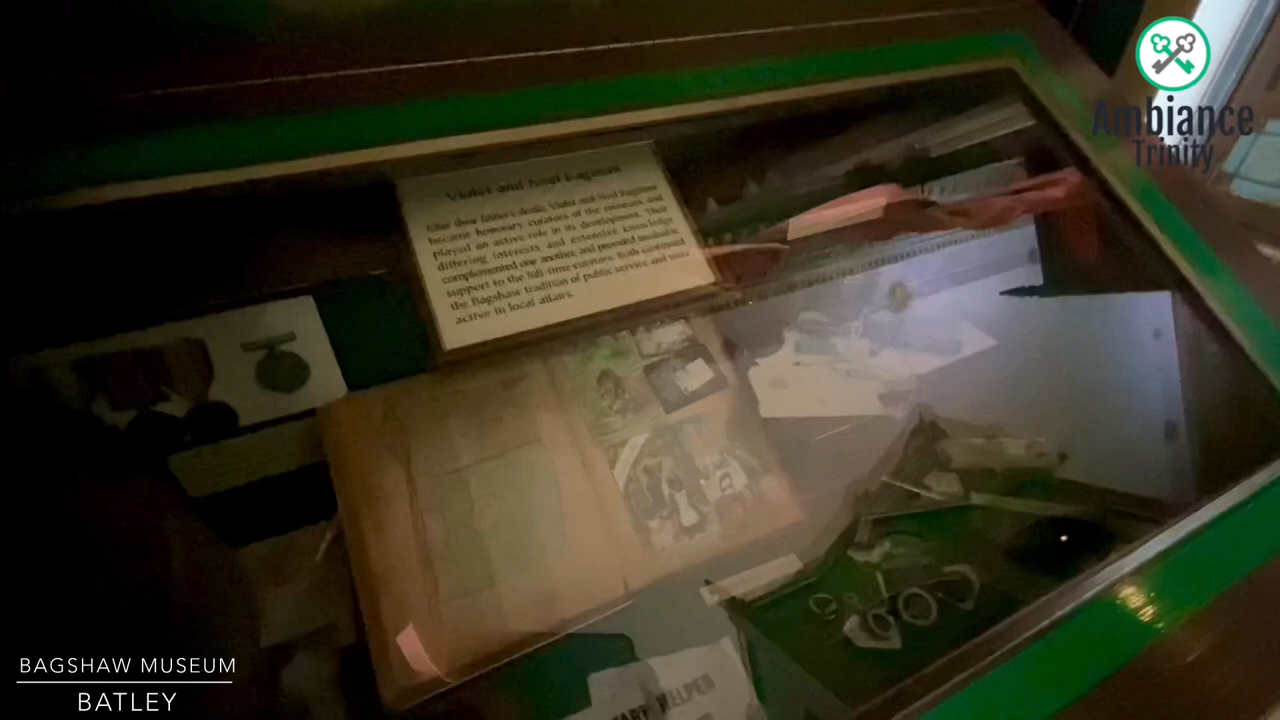 Ambiance
Trinity
Violet and Noel Bagshaw
After their father's death, Violet and Noel Bagshaw
became honorary curators of the museum and
played an active role in its development. Their
differing interests and extensive knowledge
complemented one another, and provided invaluable
support to the full-time curators. Both continued
the Bagshaw tradition of public service and were
active in local affairs.
HELPER
BAGSHAW MUSEUM
BATLEY